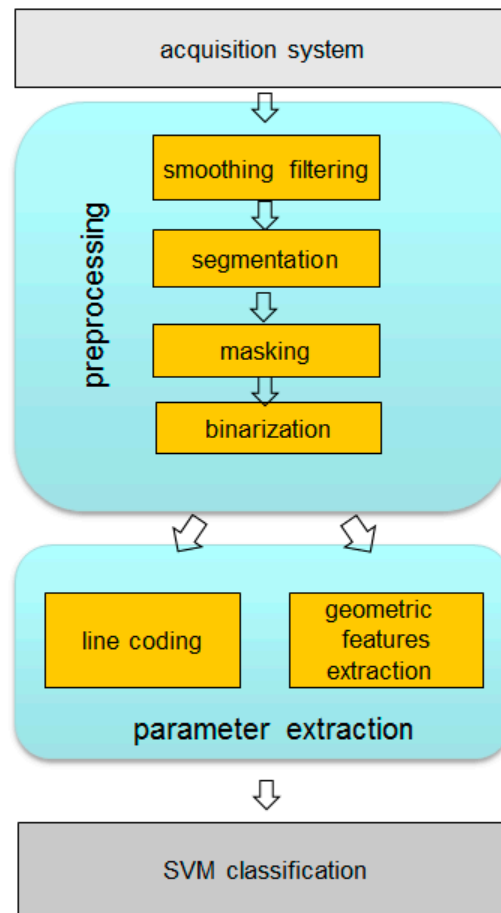 acquisition system
preprocessing
smoothing filtering
segmentation
masking
binarization
line coding
geometric
features
extraction
parameter extraction
SVM classification